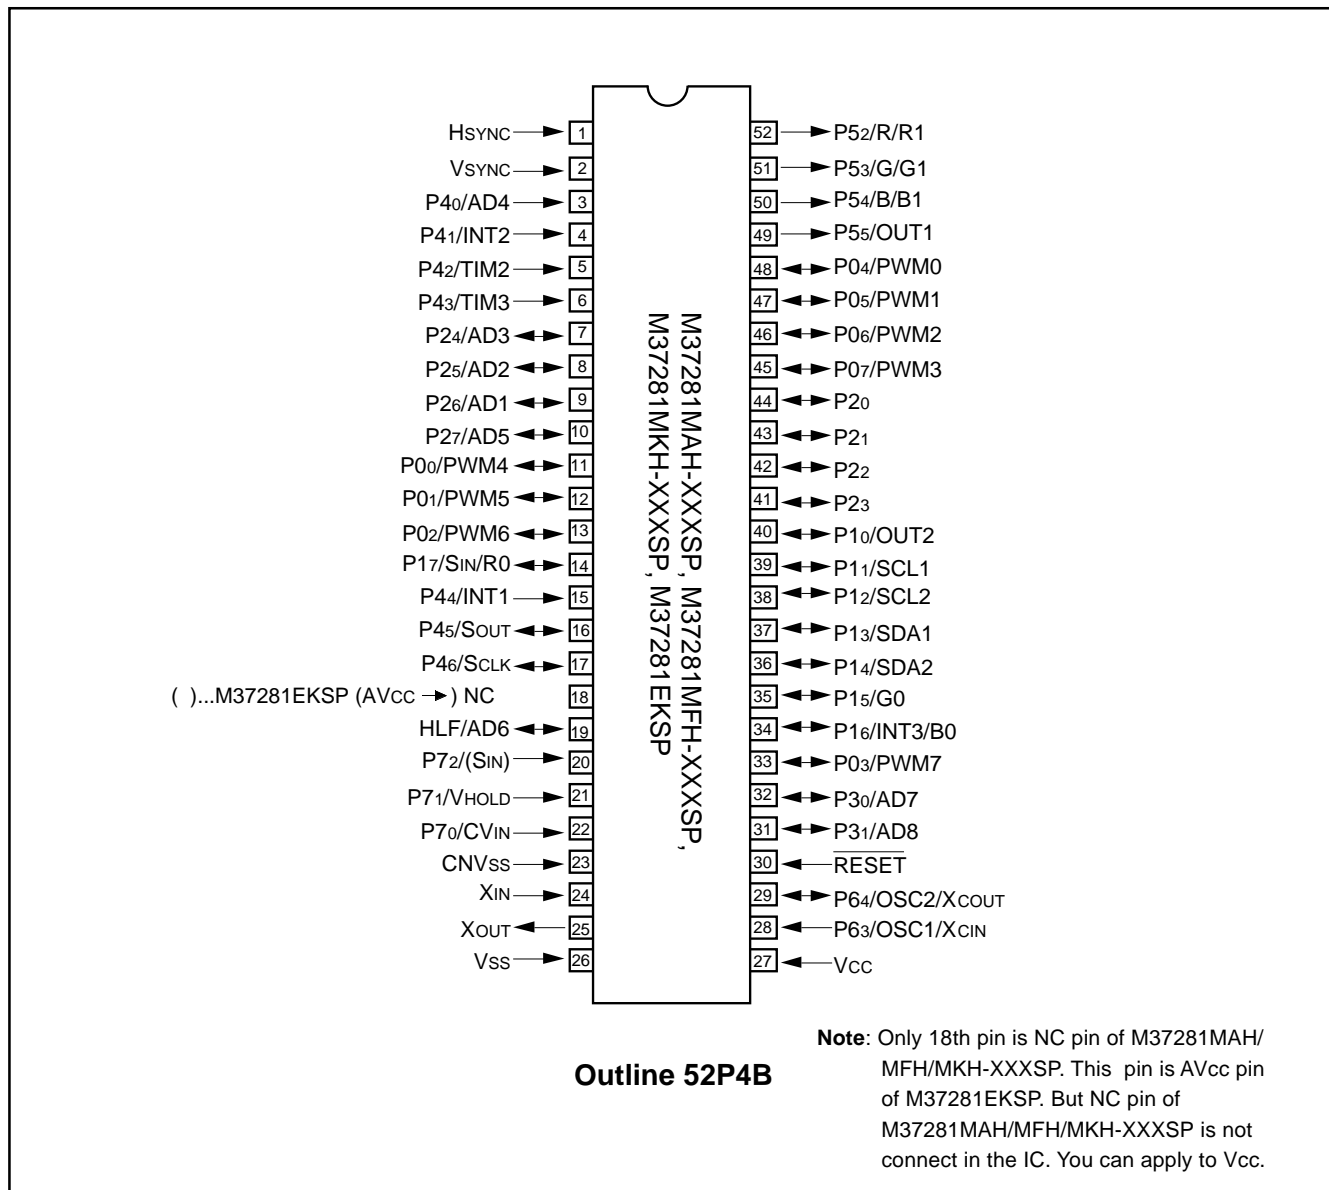 HSYNC 1
VSYNC 2
P40/AD4 3
P41/INT2 4
P42/TIM2 5
P43/TIM3 6
P24/AD3 7
P25/AD2 8
P26/AD1 9
P27/AD5 10
P00/PWM4 11
P01/PWM5 12
P02/PWM6 13
P17/SIN/R0 14
P44/INT1 15
P45/SOUT 16
P46/SCLK 17
( )...M37281EKSP (AVCC → ) NC 18
HLF/AD6 19
P72/(SIN) 20
P71/VHOLD 21
P70/CVIN 22
CNVSS 23
XIN 24
XOUT 25
VSS 26
M37281MAH-XXXSP, M37281MFH-XXXSP,
M37281MKH-XXXSP, M37281EKSP
52 P52/R/R1
51 P53/G/G1
50 P54/B/B1
49 P55/OUT1
48 P04/PWM0
47 P05/PWM1
46 P06/PWM2
45 P07/PWM3
44 P20
43 P21
42 P22
41 P23
40 P10/OUT2
39 P11/SCL1
38 P12/SCL2
37 P13/SDA1
36 P14/SDA2
35 P15/G0
34 P16/INT3/B0
33 P03/PWM7
32 P30/AD7
31 P31/AD8
30 RESET
29 P64/OSC2/XCOUT
28 P63/OSC1/XCIN
27 VCC
Outline 52P4B
Note: Only 18th pin is NC pin of M37281MAH/
MFH/MKH-XXXSP. This pin is AVcc pin
of M37281EKSP. But NC pin of
M37281MAH/MFH/MKH-XXXSP is not
connect in the IC. You can apply to Vcc.